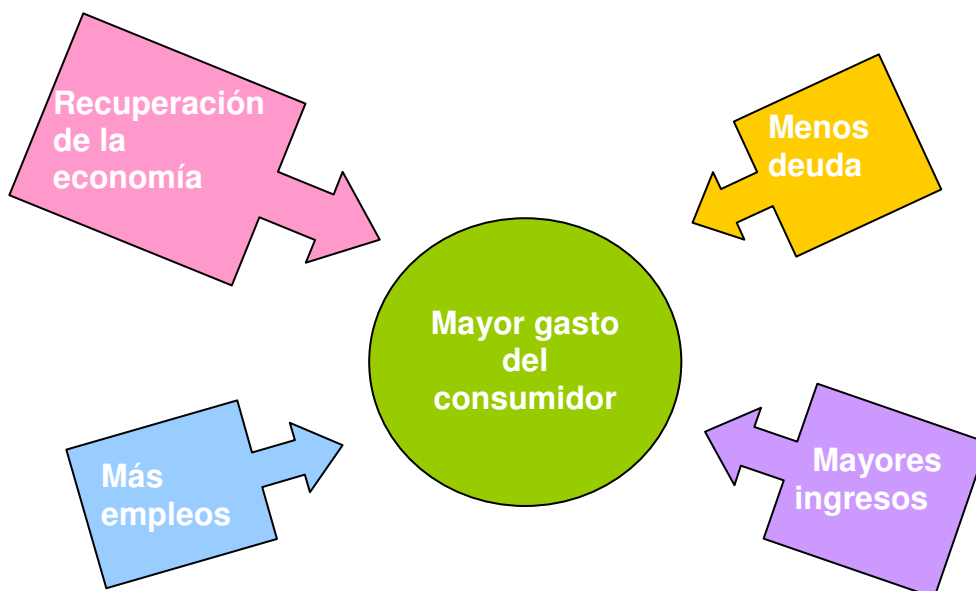 Recuperación
de la
economía
Menos
deuda
Mayor gasto
del
consumidor
Más
empleos
Mayores
ingresos